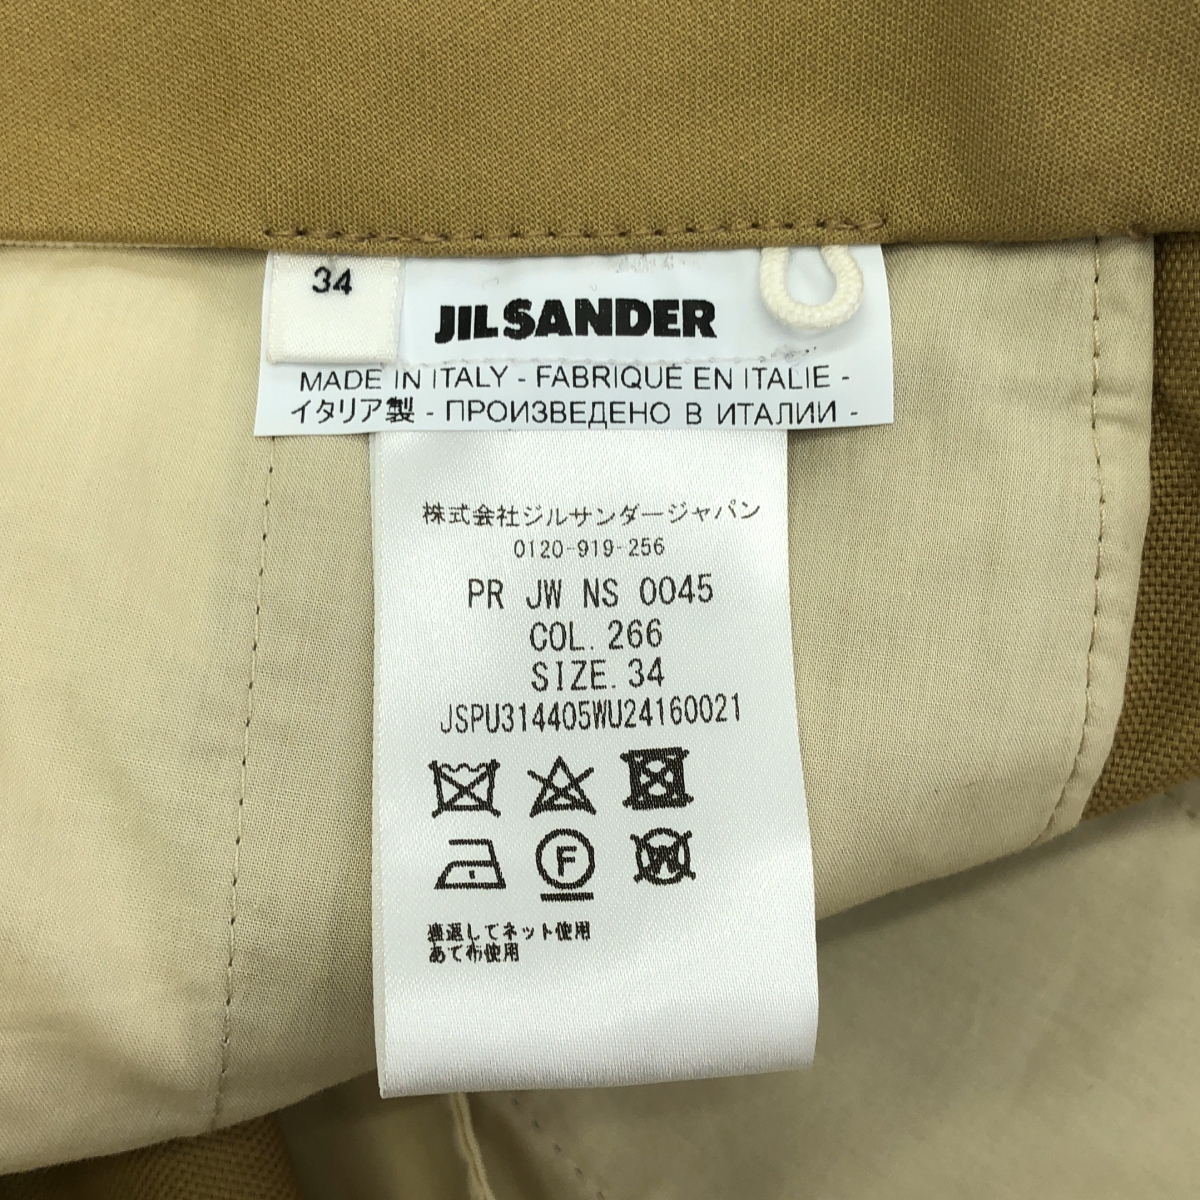 34
JIL SANDER
MADE IN ITALY - FABRIQUÉ EN ITALIE -
イタリア製 - ПРОИЗВЕДЕНО В ИТАЛИИ -
株式会社ジルサンダージャパン
0120-919-256
PR JW NS 0045
COL. 266
SIZE. 34
JSPU314405WU24160021
F
W
裏返してネット使用
あて布使用